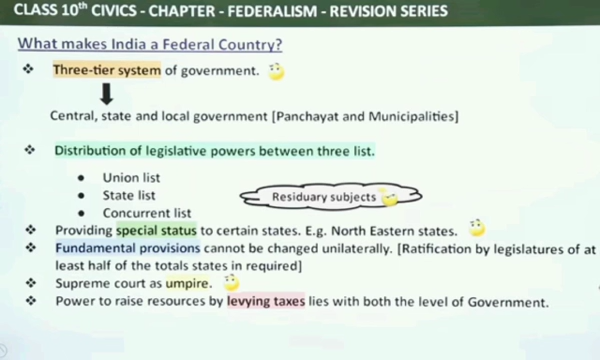 CLASS 10th CIVICS - CHAPTER - FEDERALISM - REVISION SERIES
What makes India a Federal Country?
❖ Three-tier system of government.
Central, state and local government [Panchayat and Municipalities]
❖ Distribution of legislative powers between three list.
• Union list
• State list
Residuary subjects
• Concurrent list
❖ Providing special status to certain states. E.g. North Eastern states.
❖ Fundamental provisions cannot be changed unilaterally. [Ratification by legislatures of at
least half of the totals states in required]
❖ Supreme court as umpire.
❖ Power to raise resources by levying taxes lies with both the level of Government.